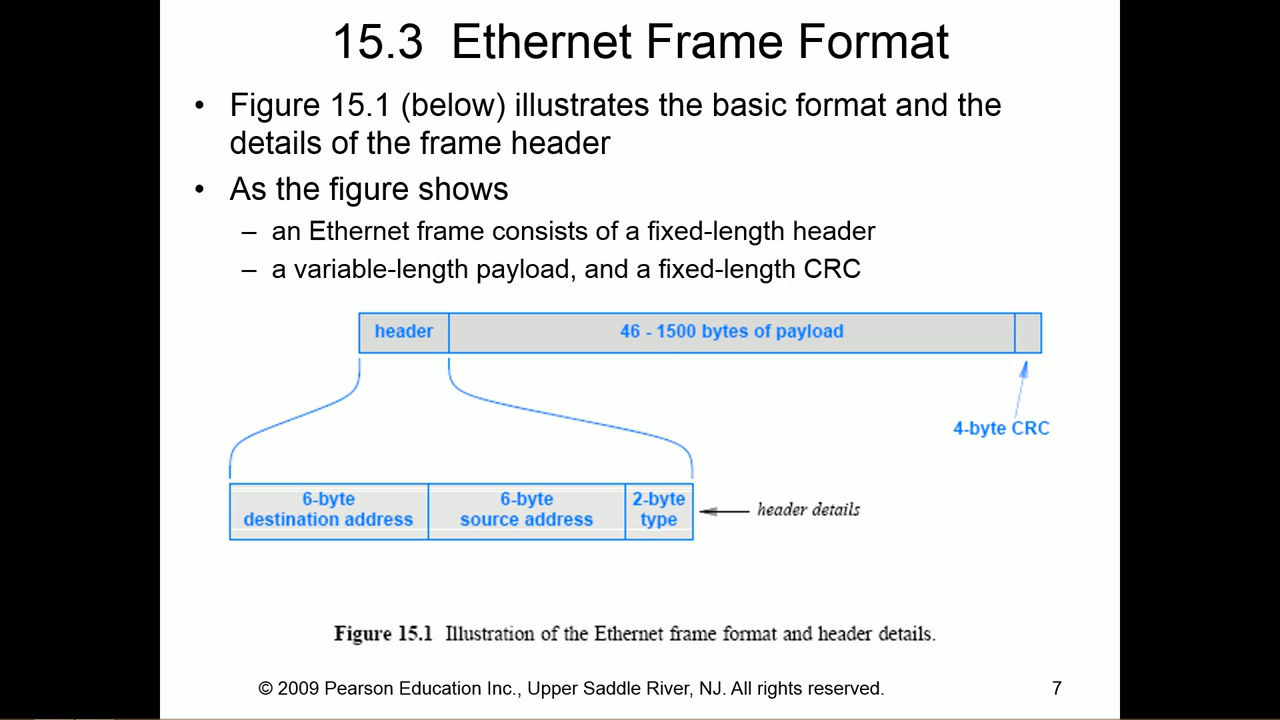 15.3 Ethernet Frame Format
• Figure 15.1 (below) illustrates the basic format and the
details of the frame header
• As the figure shows
– an Ethernet frame consists of a fixed-length header
– a variable-length payload, and a fixed-length CRC
header
46 - 1500 bytes of payload
4-byte CRC
6-byte
destination address
6-byte
source address
2-byte
type
header details
Figure 15.1 Illustration of the Ethernet frame format and header details.
© 2009 Pearson Education Inc., Upper Saddle River, NJ. All rights reserved.
7